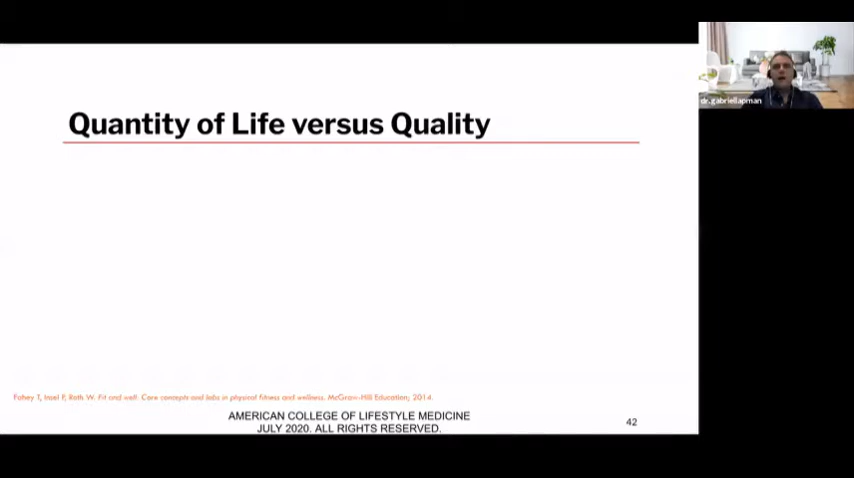 Quantity of Life versus Quality
dr.gabriellapman
Fahey T, Insel P, Roth W. Fit and well. Core concepts and labs in physical fitness and wellness. McGraw-Hill Education; 2014.
AMERICAN COLLEGE OF LIFESTYLE MEDICINE
JULY 2020. ALL RIGHTS RESERVED.
42